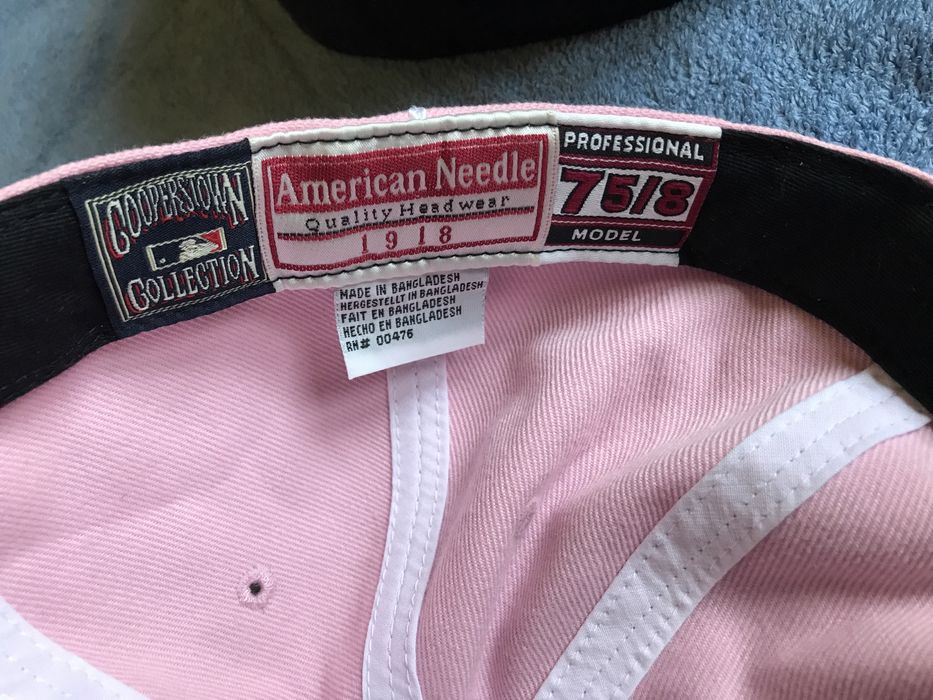 COOPERSTOWN
COLLECTION
American Needle
Quality Headwear
1918
PROFESSIONAL
7 5/8
MODEL
MADE IN BANGLADESH
HERGESTELLT IN BANGLADESH
FAIT EN BANGLADESH
HECHO EN BANGLADESH
RN# 00476